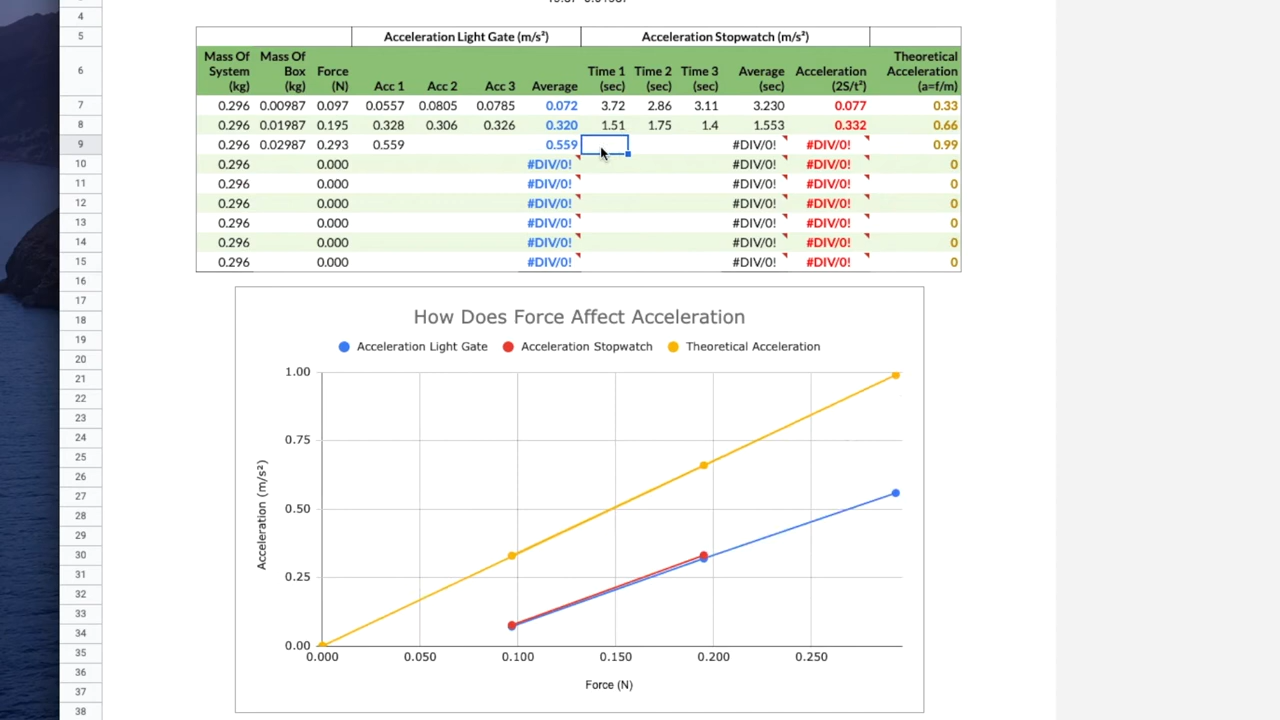 4
5 Acceleration Light Gate (m/s²) Acceleration Stopwatch (m/s²)
6 Mass Of System (kg) Mass Of Box (kg) Force (N) Acc 1 Acc 2 Acc 3 Average Time 1 (sec) Time 2 (sec) Time 3 (sec) Average (sec) Acceleration (2S/t²) Theoretical Acceleration (a=f/m)
7 0.296 0.00987 0.097 0.0557 0.0805 0.0785 0.072 3.72 2.86 3.11 3.230 0.077 0.33
8 0.296 0.01987 0.195 0.328 0.306 0.326 0.320 1.51 1.75 1.4 1.553 0.332 0.66
9 0.296 0.02987 0.293 0.559 0.559 #DIV/0! #DIV/0! 0.99
10 0.296 0.000 #DIV/0! #DIV/0! #DIV/0! 0
11 0.296 0.000 #DIV/0! #DIV/0! #DIV/0! 0
12 0.296 0.000 #DIV/0! #DIV/0! #DIV/0! 0
13 0.296 0.000 #DIV/0! #DIV/0! #DIV/0! 0
14 0.296 0.000 #DIV/0! #DIV/0! #DIV/0! 0
15 0.296 0.000 #DIV/0! #DIV/0! #DIV/0! 0
16
17
18 How Does Force Affect Acceleration
19 Acceleration Light Gate Acceleration Stopwatch Theoretical Acceleration
20
21 1.00
22
23
24 0.75
25
26
27
28 0.50
29
30
31 0.25
32
33
34
35 0.00
0.000 0.050 0.100 0.150 0.200 0.250
36
37 Force (N)
38
Acceleration (m/s²)